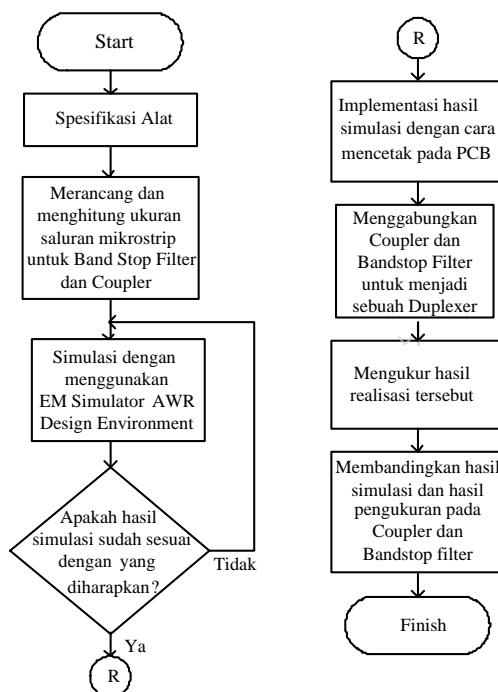 Start
Spesifikasi Alat
Merancang dan
menghitung ukuran
saluran mikrostrip
untuk Band Stop Filter
dan Coupler
Simulasi dengan
menggunakan
EM Simulator AWR
Design Environment
Apakah hasil
simulasi sudah sesuai
dengan yang
diharapkan?
Tidak
Ya
R
R
Implementasi hasil
simulasi dengan cara
mencetak pada PCB
Menggabungkan
Coupler dan
Bandstop Filter
untuk menjadi
sebuah Duplexer
Mengukur hasil
realisasi tersebut
Membandingkan hasil
simulasi dan hasil
pengukuran pada
Coupler dan
Bandstop filter
Finish